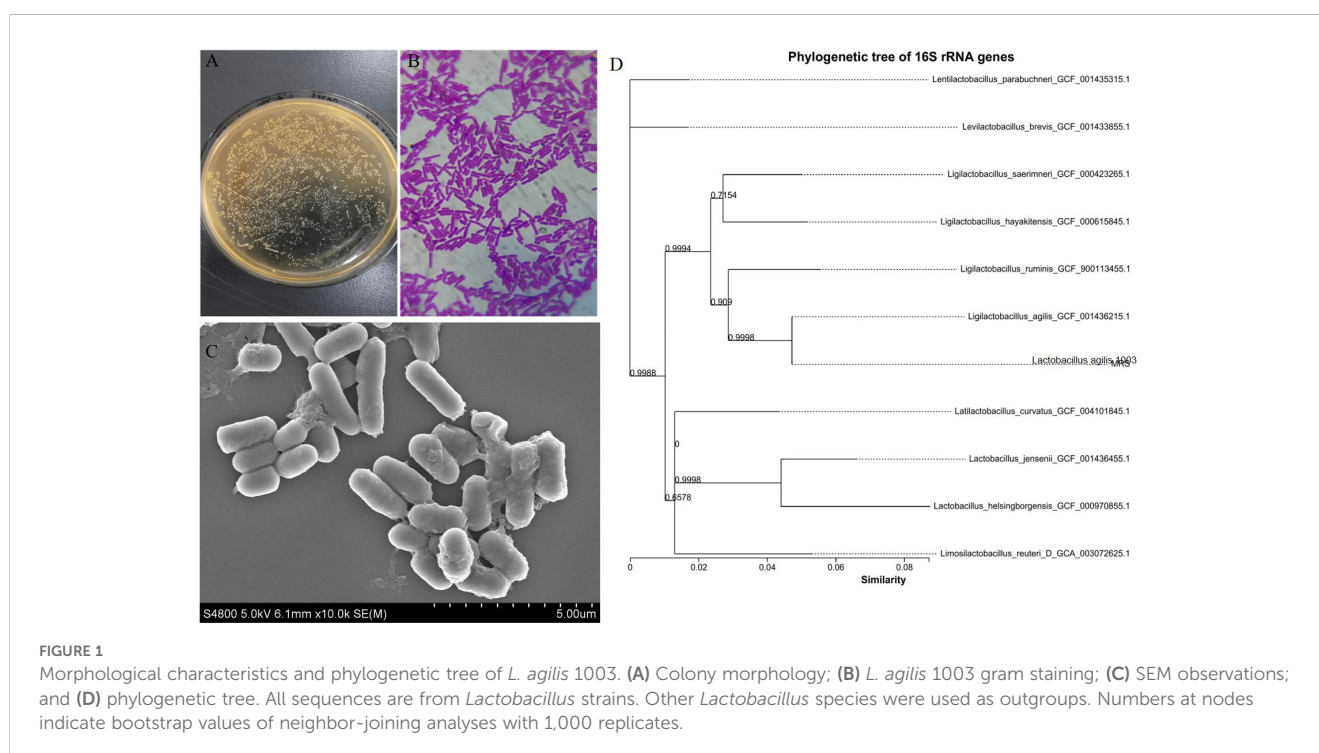 A
B
C
S4800 5.0kV 6.1mm x10.0k SE(M)
5.00um
D
Phylogenetic tree of 16S rRNA genes
Lentilactobacillus_parabuchneri_GCF_001435315.1
Levilactobacillus_brevis_GCF_001433855.1
Ligilactobacillus_saerimneri_GCF_000423265.1
0.7154
Ligilactobacillus_hayakitensis_GCF_000615845.1
0.9994
Ligilactobacillus_ruminis_GCF_900113455.1
0.909
Ligilactobacillus_agilis_GCF_001436215.1
0.9998
Lactobacillus agilis 1003
MRS
0.9988
Latilactobacillus_curvatus_GCF_004101845.1
0
Lactobacillus_jensenii_GCF_001436455.1
0.9998
0.6578
Lactobacillus_helsingborgensis_GCF_000970855.1
Limosilactobacillus_reuteri_D_GCA_003072625.1
0 0.02 0.04 0.06 0.08
Similarity
FIGURE 1
Morphological characteristics and phylogenetic tree of L. agilis 1003. (A) Colony morphology; (B) L. agilis 1003 gram staining; (C) SEM observations;
and (D) phylogenetic tree. All sequences are from Lactobacillus strains. Other Lactobacillus species were used as outgroups. Numbers at nodes
indicate bootstrap values of neighbor-joining analyses with 1,000 replicates.